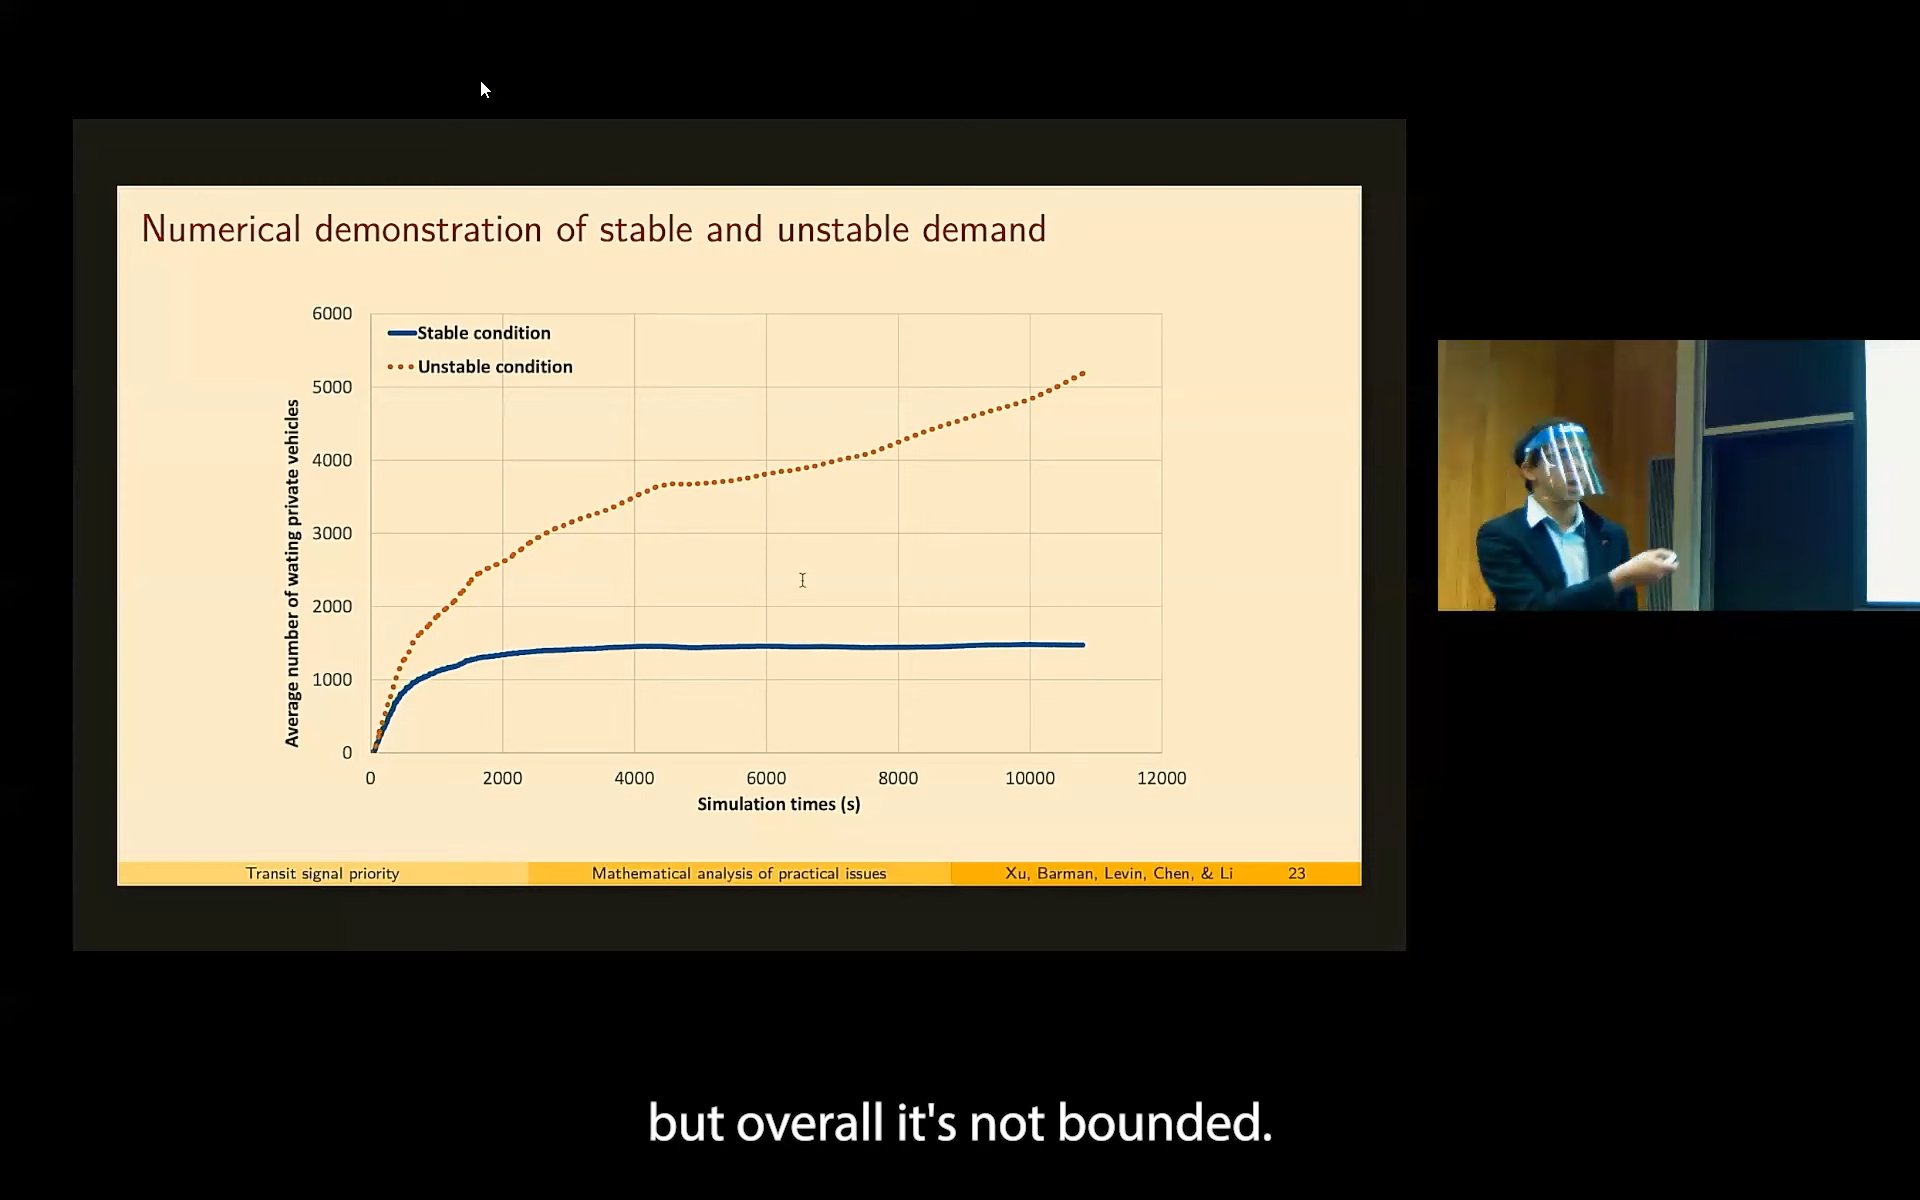 Numerical demonstration of stable and unstable demand
6000
5000
4000
3000
2000
1000
0
Average number of wating private vehicles
Stable condition
Unstable condition
0 2000 4000 6000 8000 10000 12000
Simulation times (s)
Transit signal priority Mathematical analysis of practical issues Xu, Barman, Levin, Chen, & Li 23
but overall it's not bounded.